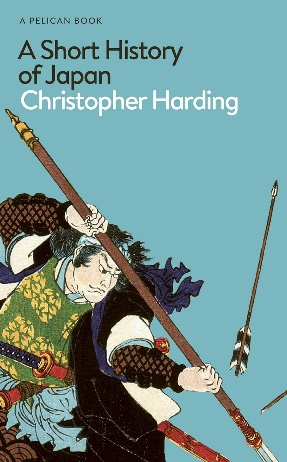 A PELICAN BOOK
A Short History
of Japan
Christopher Harding